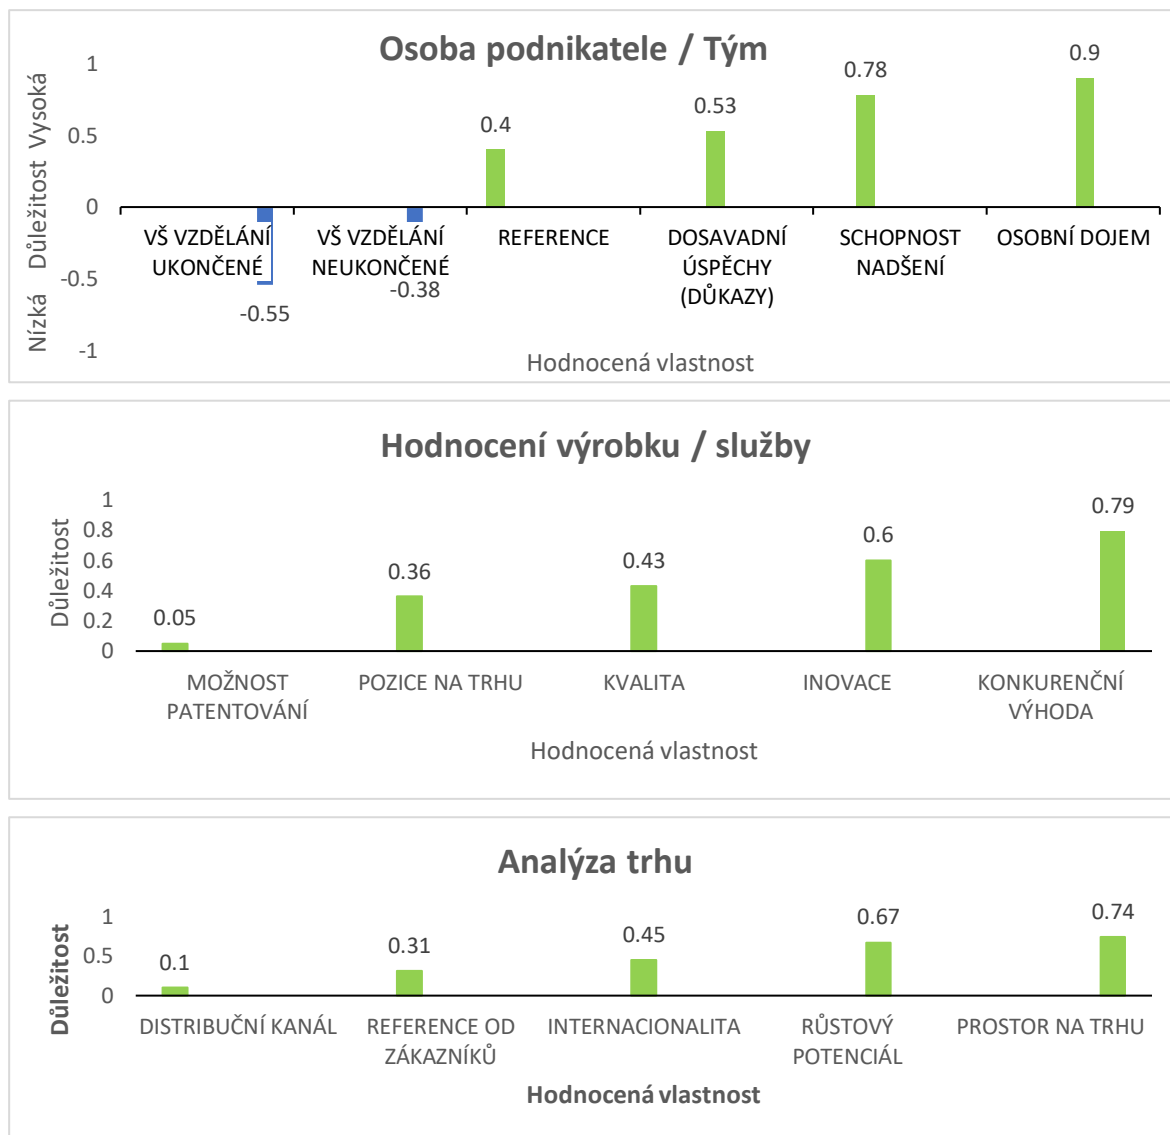 Osoba podnikatele / Tým
Nízká Důležitost Vysoká
1
0.5
0
-0.5
-1
-0.55
-0.38
0.4
0.53
0.78
0.9
VŠ VZDĚLÁNÍ
UKONČENÉ
VŠ VZDĚLÁNÍ
NEUKONČENÉ
REFERENCE
DOSAVADNÍ
ÚSPĚCHY
(DŮKAZY)
SCHOPNOST
NADŠENÍ
OSOBNÍ DOJEM
Hodnocená vlastnost
Hodnocení výrobku / služby
Důležitost
1
0.8
0.6
0.4
0.2
0
0.05
0.36
0.43
0.6
0.79
MOŽNOST
PATENTOVÁNÍ
POZICE NA TRHU
KVALITA
INOVACE
KONKURENČNÍ
VÝHODA
Hodnocená vlastnost
Analýza trhu
Důležitost
1
0.5
0
0.1
0.31
0.45
0.67
0.74
DISTRIBUČNÍ KANÁL
REFERENCE OD
ZÁKAZNÍKŮ
INTERNACIONALITA
RŮSTOVÝ
POTENCIÁL
PROSTOR NA TRHU
Hodnocená vlastnost